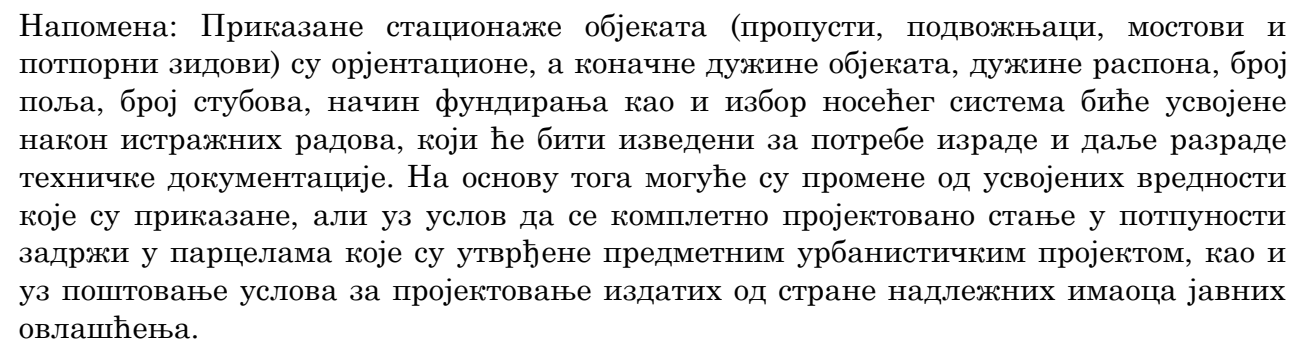 Напомена: Приказане стационаже објеката (пропусти, подвожњаци, мостови и
потпорни зидови) су орјентационе, а коначне дужине објеката, дужине распона, број
поља, број стубова, начин фундирања као и избор носећег система биће усвојене
након истражних радова, који ће бити изведени за потребе израде и даље разраде
техничке документације. На основу тога могуће су промене од усвојених вредности
које су приказане, али уз услов да се комплетно пројектовано стање у потпуности
задржи у парцелама које су утврђене предметним урбанистичким пројектом, као и
уз поштовање услова за пројектовање издатих од стране надлежних имаоца јавних
овлашћења.